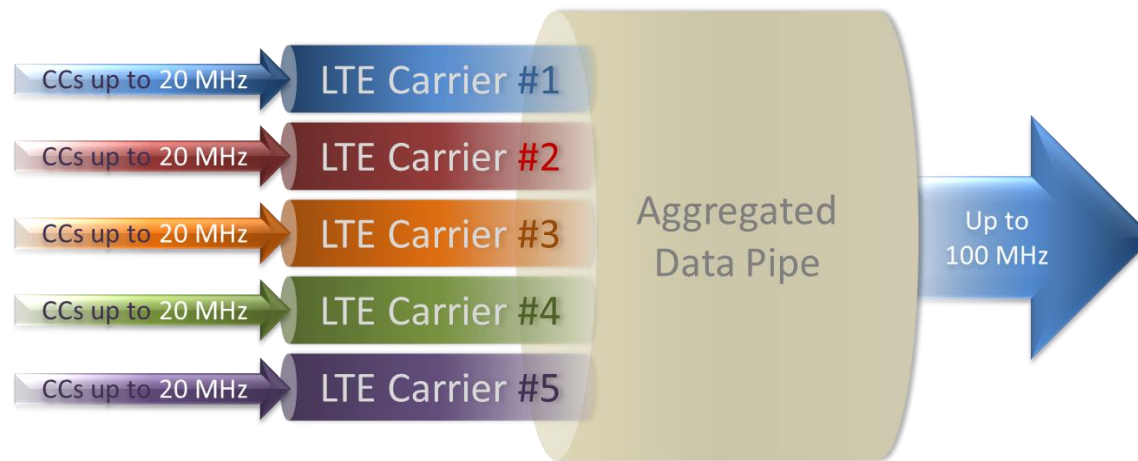 CCs up to 20 MHz
LTE Carrier #1
CCs up to 20 MHz
LTE Carrier #2
CCs up to 20 MHz
LTE Carrier #3
CCs up to 20 MHz
LTE Carrier #4
CCs up to 20 MHz
LTE Carrier #5
Aggregated
Data Pipe
Up to
100 MHz